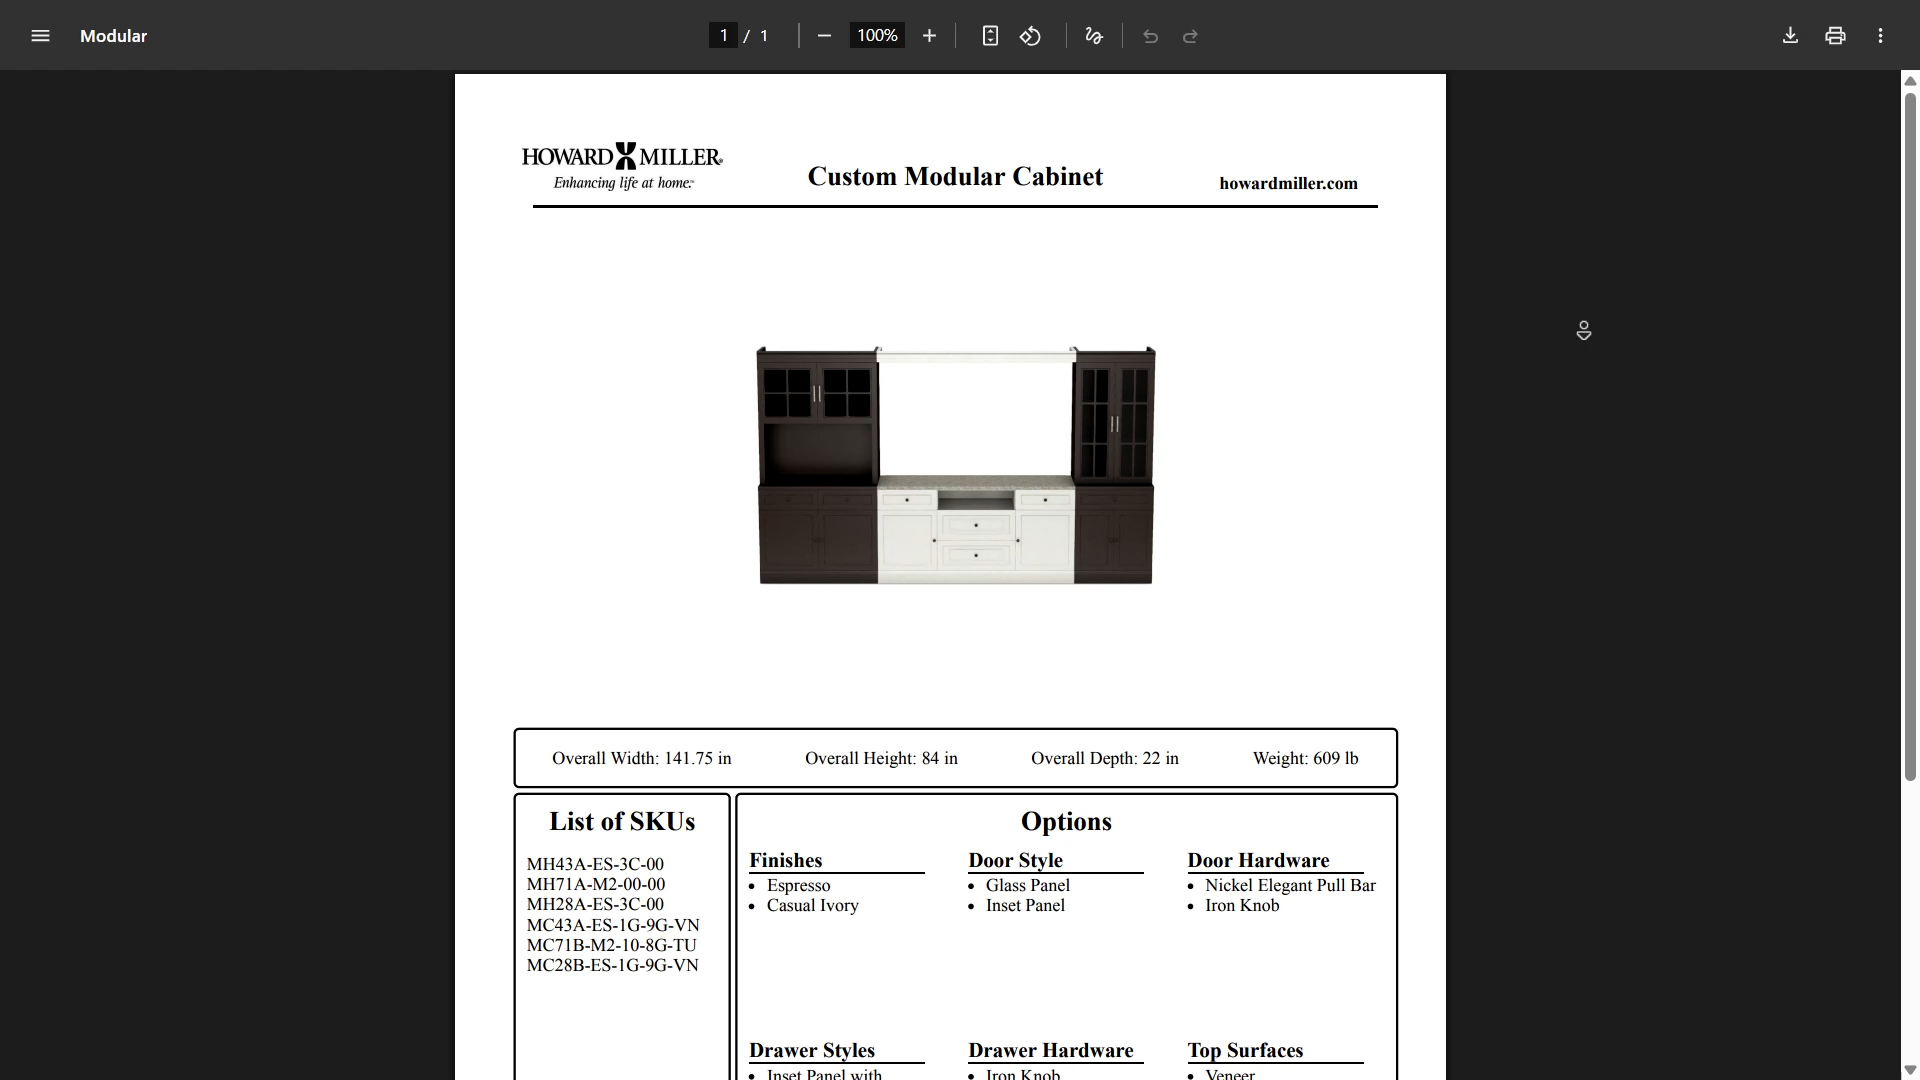 Modular
1 / 1
100%
HOWARD MILLER
Enhancing life at home.
Custom Modular Cabinet
howardmiller.com
Overall Width: 141.75 in
Overall Height: 84 in
Overall Depth: 22 in
Weight: 609 lb
List of SKUs
MH43A-ES-3C-00
MH71A-M2-00-00
MH28A-ES-3C-00
MC43A-ES-1G-9G-VN
MC71B-M2-10-8G-TU
MC28B-ES-1G-9G-VN
Options
Finishes
• Espresso
• Casual Ivory
Door Style
• Glass Panel
• Inset Panel
Door Hardware
• Nickel Elegant Pull Bar
• Iron Knob
Drawer Styles
• Inset Panel with
Drawer Hardware
• Iron Knob
Top Surfaces
• Veneer